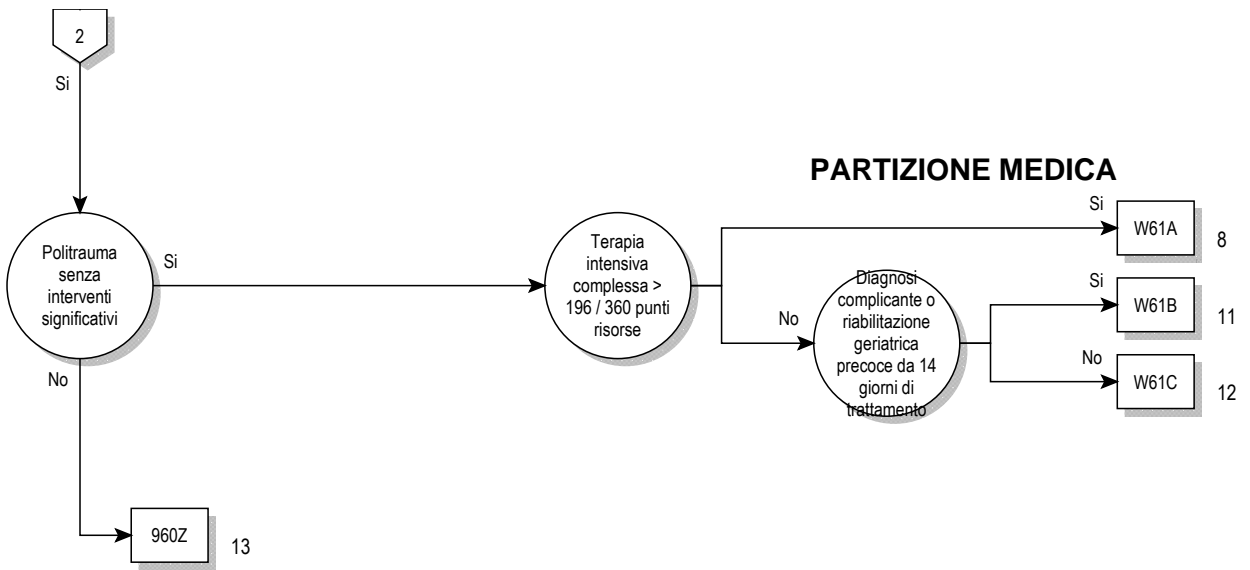 2
Si
PARTIZIONE MEDICA
Politrauma
senza
interventi
significativi
Si
Terapia
intensiva
complessa >
196 / 360 punti
risorse
Si
W61A
8
No
Diagnosi
complicante o
riabilitazione
geriatrica
precoce da 14
giorni di
trattamento
Si
W61B
11
No
W61C
12
No
960Z
13